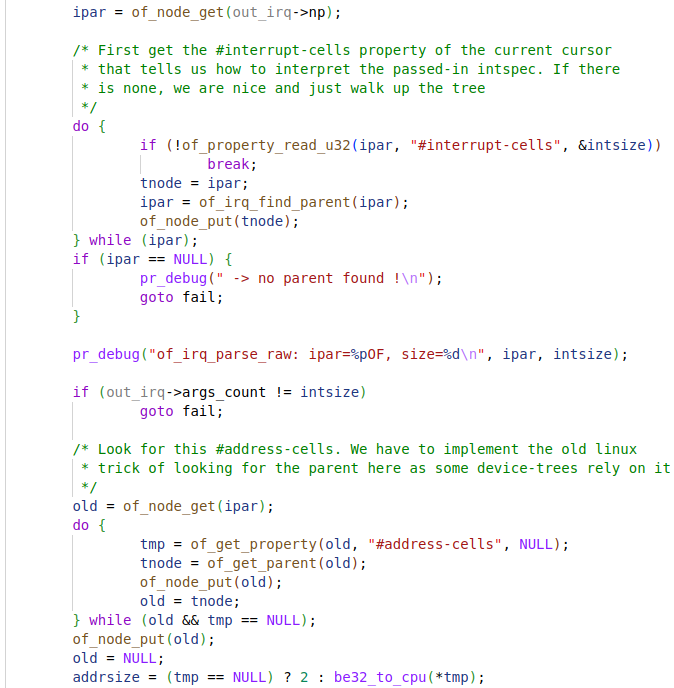 ipar = of_node_get(out_irq->np);
/* First get the #interrupt-cells property of the current cursor
* that tells us how to interpret the passed-in intspec. If there
* is none, we are nice and just walk up the tree
*/
do {
if (!of_property_read_u32(ipar, "#interrupt-cells", &intsize))
break;
tnode = ipar;
ipar = of_irq_find_parent(ipar);
of_node_put(tnode);
} while (ipar);
if (ipar == NULL) {
pr_debug(" -> no parent found !\n");
goto fail;
}
pr_debug("of_irq_parse_raw: ipar=%pOF, size=%d\n", ipar, intsize);
if (out_irq->args_count != intsize)
goto fail;
/* Look for this #address-cells. We have to implement the old linux
* trick of looking for the parent here as some device-trees rely on it
*/
old = of_node_get(ipar);
do {
tmp = of_get_property(old, "#address-cells", NULL);
tnode = of_get_parent(old);
of_node_put(old);
old = tnode;
} while (old && tmp == NULL);
of_node_put(old);
old = NULL;
addrsize = (tmp == NULL) ? 2 : be32_to_cpu(*tmp);